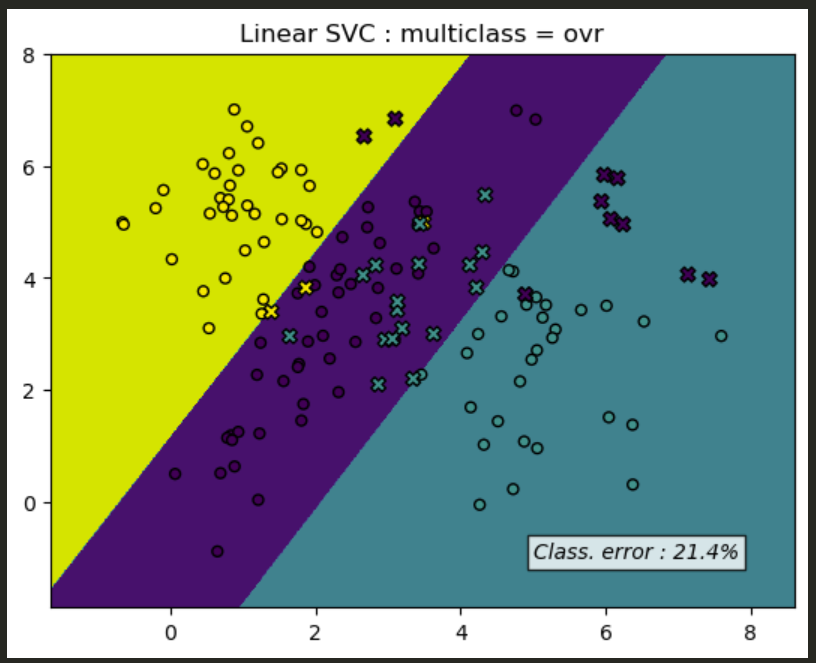 Linear SVC : multiclass = ovr
8
6
4
2
0
Class. error : 21.4%
0 2 4 6 8